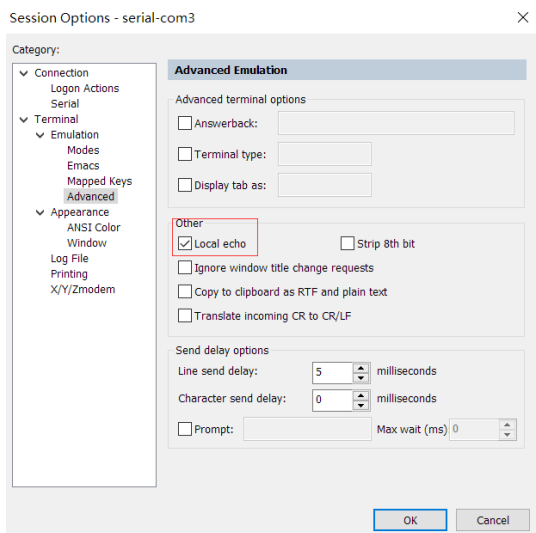 Session Options - serial-com3
Category:
Connection
Logon Actions
Serial
Terminal
Emulation
Modes
Emacs
Mapped Keys
Advanced
Appearance
ANSI Color
Window
Log File
Printing
X/Y/Zmodem
Advanced Emulation
Advanced terminal options
Answerback:
Terminal type:
Display tab as:
Other
Local echo Strip 8th bit
Ignore window title change requests
Copy to clipboard as RTF and plain text
Translate incoming CR to CR/LF
Send delay options
Line send delay: 5 milliseconds
Character send delay: 0 milliseconds
Prompt: Max wait (ms) 0
OK Cancel